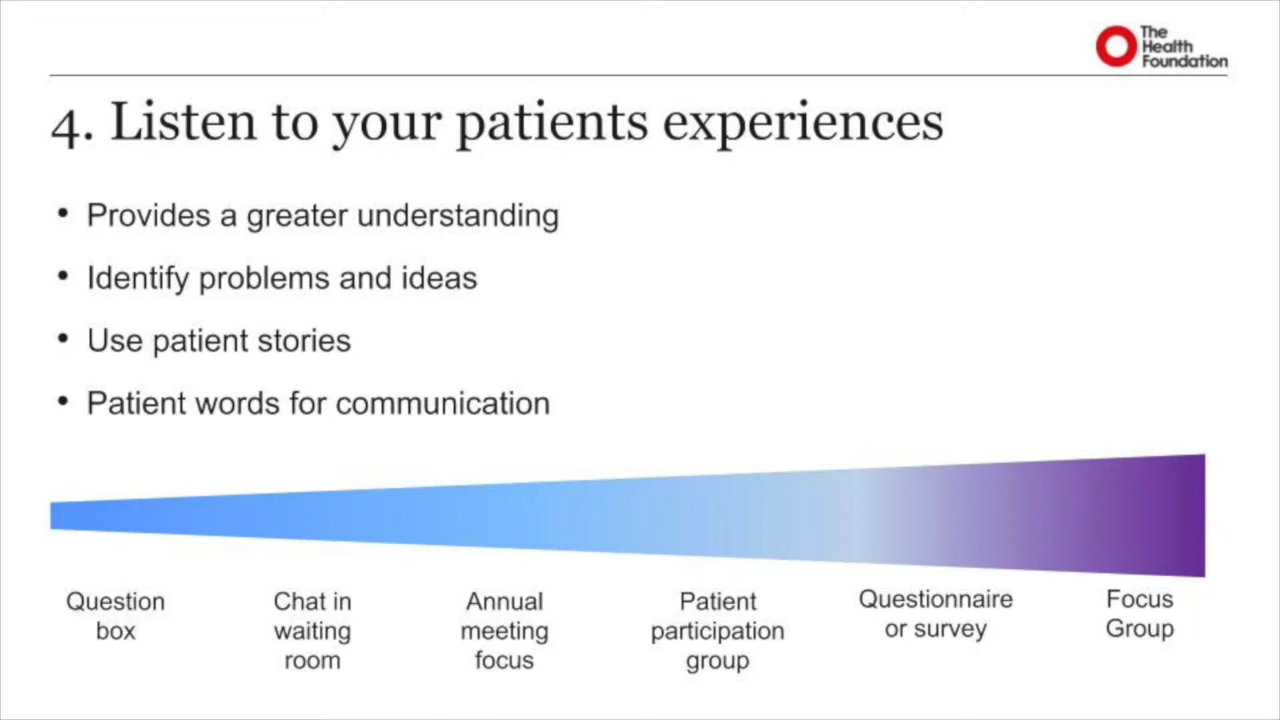 The
Health
Foundation
4. Listen to your patients experiences
• Provides a greater understanding
• Identify problems and ideas
• Use patient stories
• Patient words for communication
Question
box
Chat in
waiting
room
Annual
meeting
focus
Patient
participation
group
Questionnaire
or survey
Focus
Group